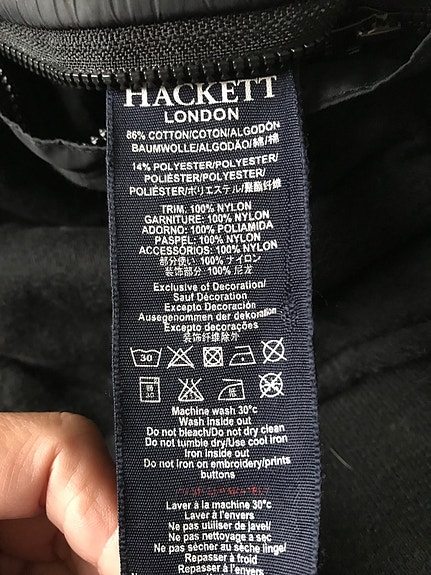 HACKETT
LONDON
86% COTTON/COTON/ALGODÓN
BAUMWOLLE/ALGODÃO/綿/棉
14% POLYESTER/POLYESTER/
POLIÉSTER/POLYESTER/
POLIÉSTER/ポリエステル/聚酯纤维
TRIM: 100% NYLON
GARNITURE: 100% NYLON
ADORNO: 100% POLIAMIDA
PASPEL: 100% NYLON
ACCESSÓRIOS: 100% NYLON
部分使い 100% ナイロン
装饰部分 100% 尼龙
Exclusive of Decoration/
Sauf Décoration
Excepto Decoración
Ausegenommen der dekoration
Excepto decorações
装饰纤维除外
30
Machine wash 30°c
Wash inside out
Do not bleach/Do not dry clean
Do not tumble dry/Use cool iron
Iron inside out
Do not iron on embroidery/prints
buttons
Laver à la machine 30°c
Laver à l'envers
Ne pas utiliser de javel/
Ne pas nettoyage a sec
Ne pas sécher au sèche linge/
Repasser à froid
Repasser à l'envers